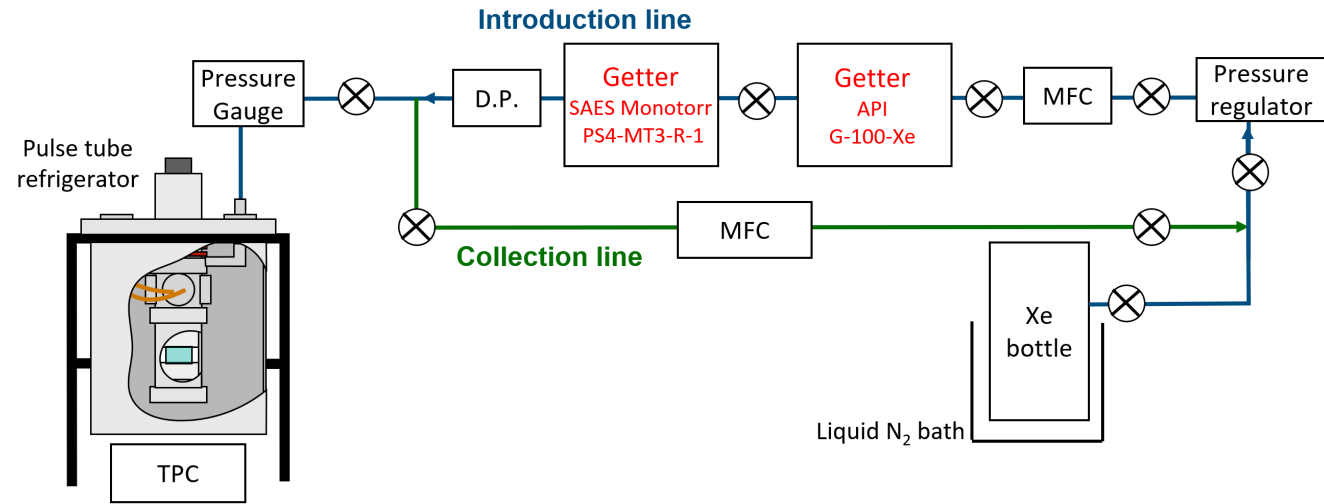 Introduction line
Pressure
Gauge
D.P.
Getter
SAES Monotorr
PS4-MT3-R-1
Getter
API
G-100-Xe
MFC
Pressure
regulator
Pulse tube
refrigerator
MFC
Collection line
Xe
bottle
Liquid N₂ bath
TPC